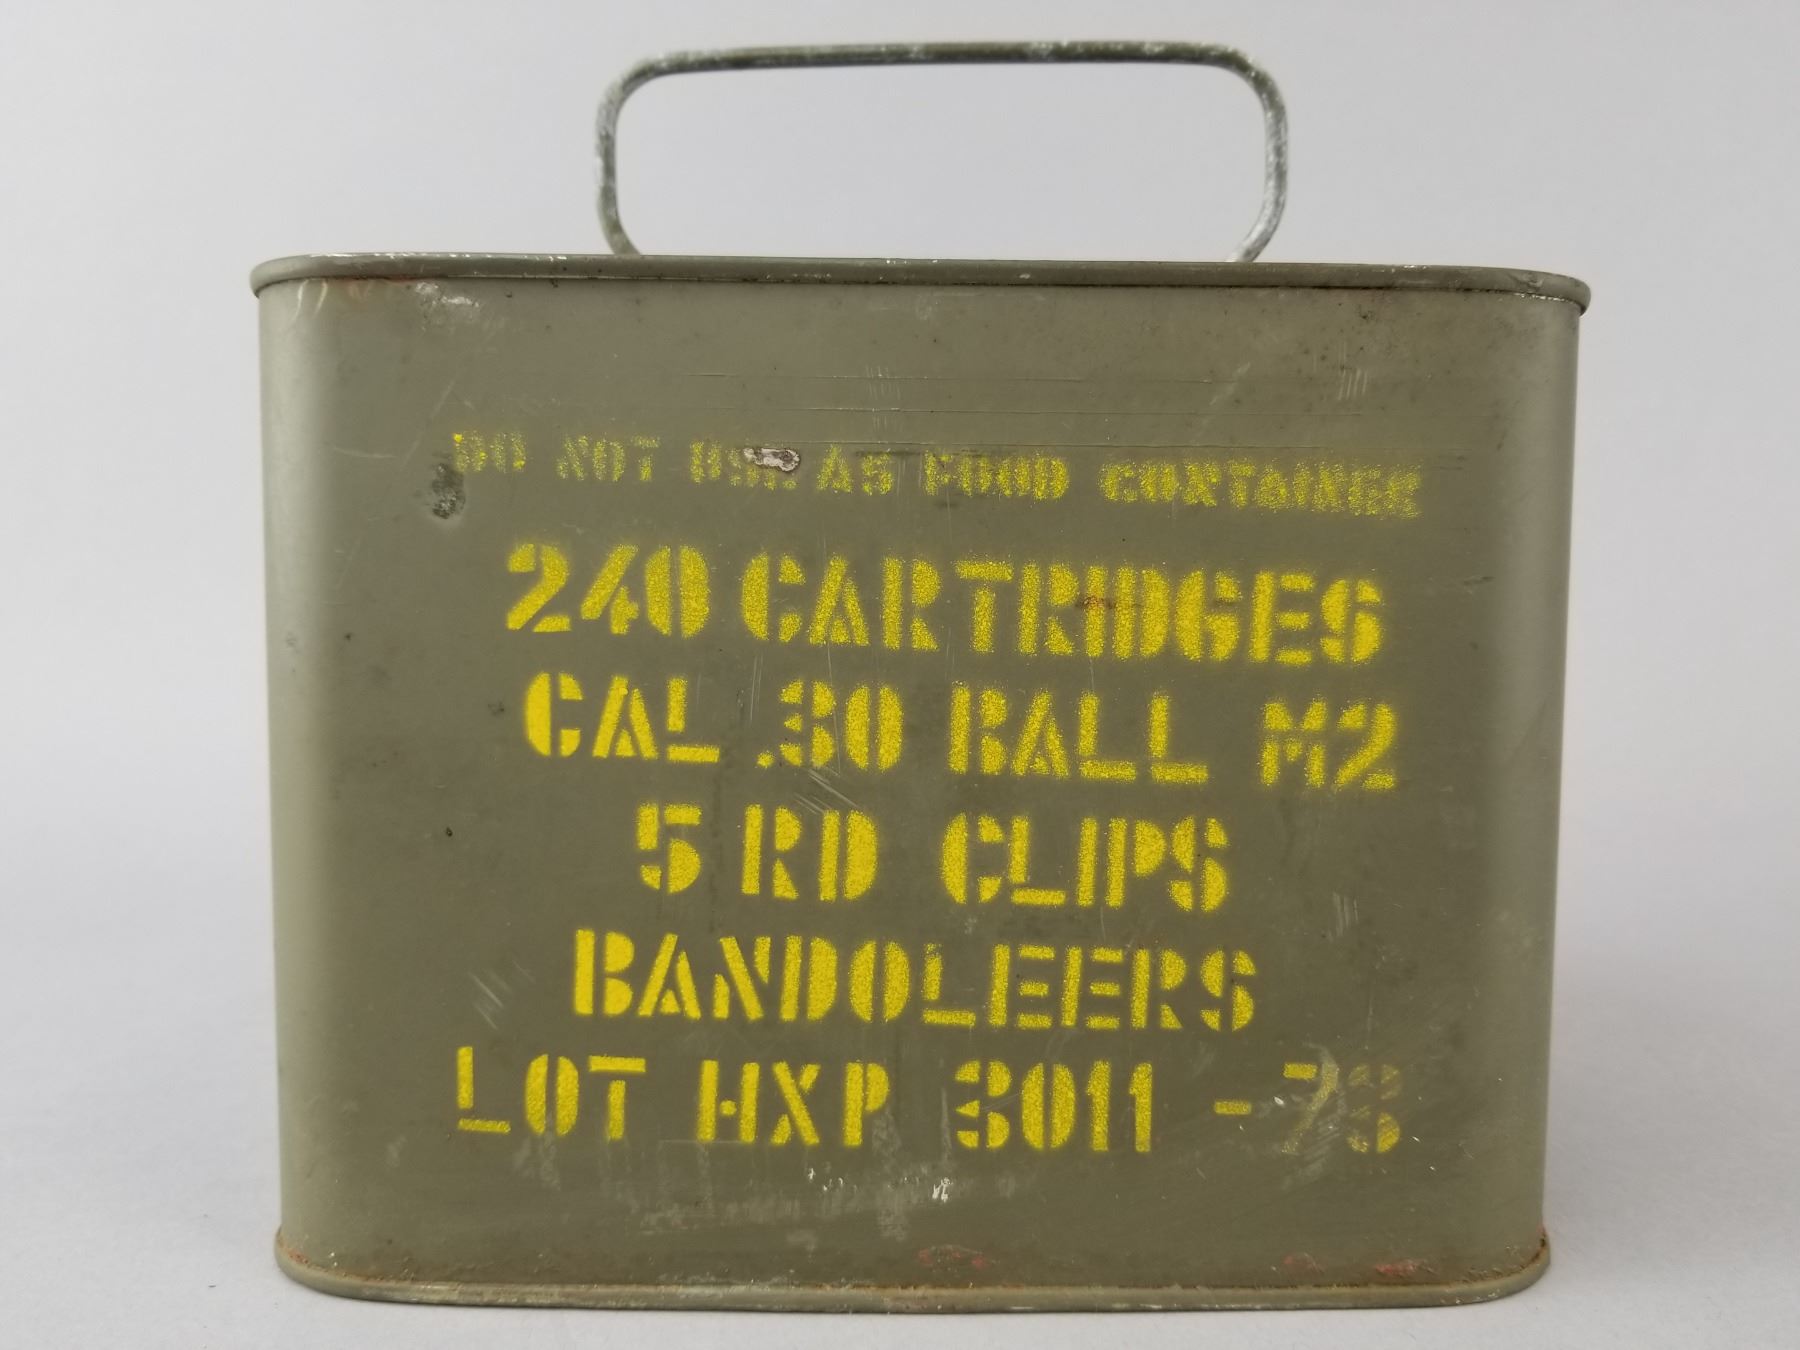 DO NOT USE AS FOOD CONTAINER
240 CARTRIDGES
CAL .30 BALL M2
5 RD CLIPS
BANDOLEERS
LOT HXP 3011 -73